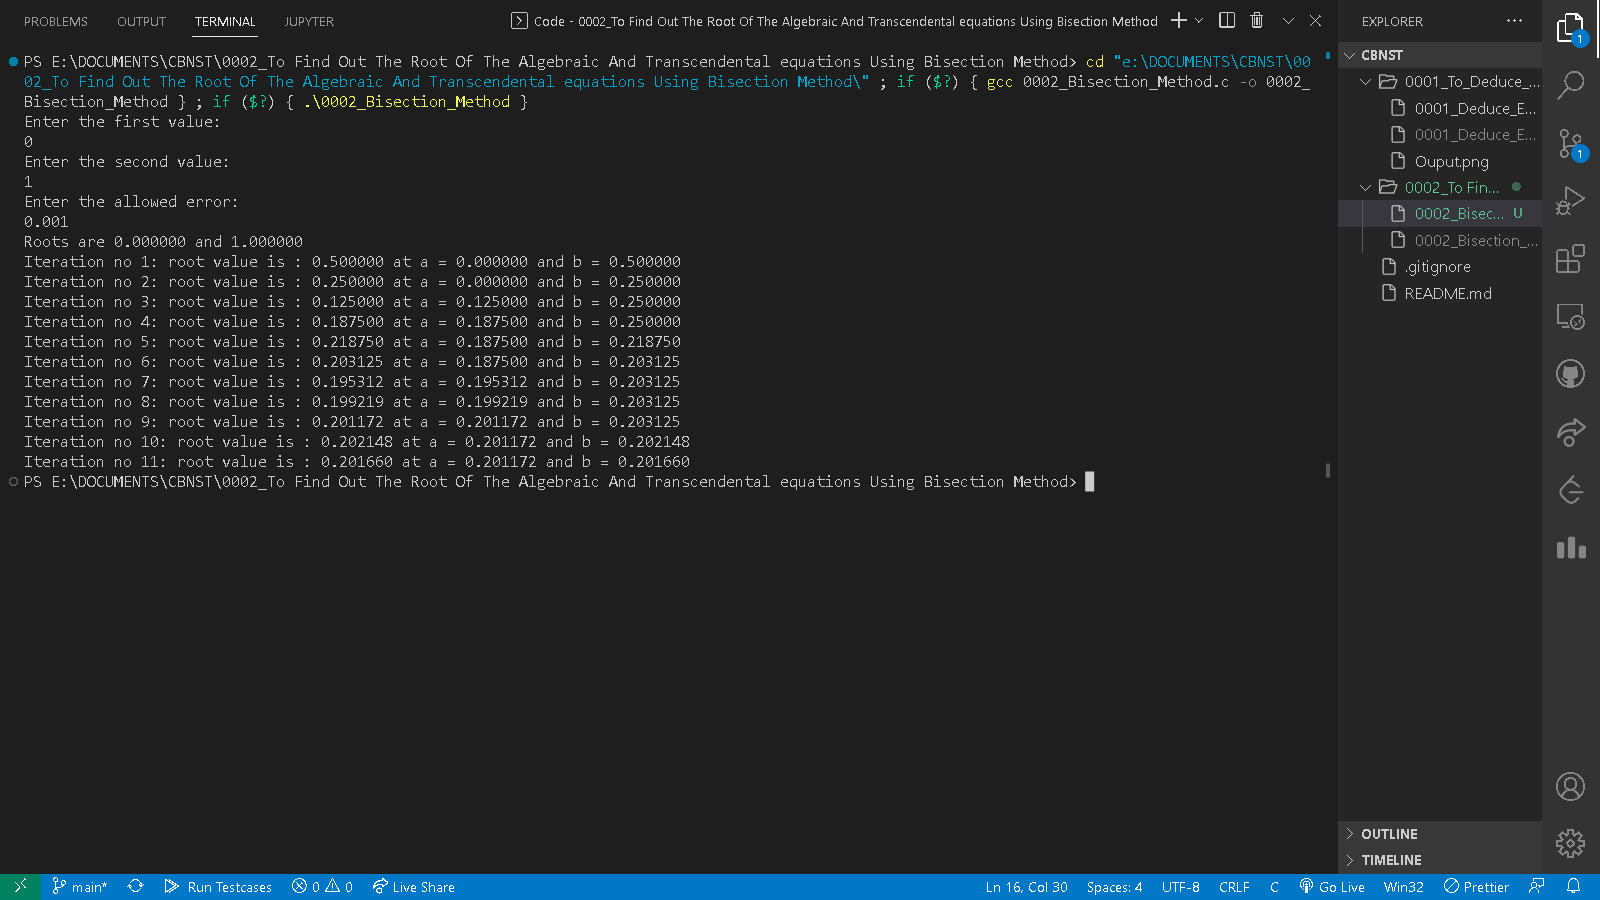 PROBLEMS OUTPUT TERMINAL JUPYTER Code - 0002_To Find Out The Root Of The Algebraic And Transcendental equations Using Bisection Method
PS E:\DOCUMENTS\CBNST\0002_To Find Out The Root Of The Algebraic And Transcendental equations Using Bisection Method> cd "e:\DOCUMENTS\CBNST\00
02_To Find Out The Root Of The Algebraic And Transcendental equations Using Bisection Method\" ; if ($?) { gcc 0002_Bisection_Method.c -o 0002_
Bisection_Method } ; if ($?) { .\0002_Bisection_Method }
Enter the first value:
0
Enter the second value:
1
Enter the allowed error:
0.001
Roots are 0.000000 and 1.000000
Iteration no 1: root value is : 0.500000 at a = 0.000000 and b = 0.500000
Iteration no 2: root value is : 0.250000 at a = 0.000000 and b = 0.250000
Iteration no 3: root value is : 0.125000 at a = 0.125000 and b = 0.250000
Iteration no 4: root value is : 0.187500 at a = 0.187500 and b = 0.250000
Iteration no 5: root value is : 0.218750 at a = 0.187500 and b = 0.218750
Iteration no 6: root value is : 0.203125 at a = 0.187500 and b = 0.203125
Iteration no 7: root value is : 0.195312 at a = 0.195312 and b = 0.203125
Iteration no 8: root value is : 0.199219 at a = 0.199219 and b = 0.203125
Iteration no 9: root value is : 0.201172 at a = 0.201172 and b = 0.203125
Iteration no 10: root value is : 0.202148 at a = 0.201172 and b = 0.202148
Iteration no 11: root value is : 0.201660 at a = 0.201172 and b = 0.201660
PS E:\DOCUMENTS\CBNST\0002_To Find Out The Root Of The Algebraic And Transcendental equations Using Bisection Method>
EXPLORER
CBNST
0001_To_Deduce_...
0001_Deduce_E...
0001_Deduce_E...
Ouput.png
0002_To Fin...
0002_Bisec... U
0002_Bisection_...
.gitignore
README.md
OUTLINE
TIMELINE
1
1
main* Run Testcases 0 0 Live Share Ln 16, Col 30 Spaces: 4 UTF-8 CRLF C Go Live Win32 Prettier